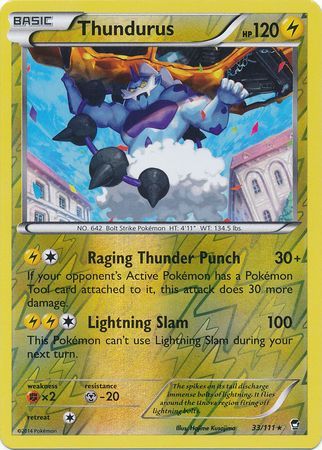 BASIC
Thundurus
HP120
NO. 642 Bolt Strike Pokémon HT: 4'11" WT: 134.5 lbs.
Raging Thunder Punch 30+
If your opponent's Active Pokémon has a Pokémon
Tool card attached to it, this attack does 30 more
damage.
Lightning Slam 100
This Pokémon can't use Lightning Slam during your
next turn.
weakness
×2
resistance
-20
retreat
The spikes on its tail discharge
immense bolts of lightning. It flies
around the Unova region firing off
lightning bolts.
©2014 Pokémon
Illus. Hajime Kusajima
33/111